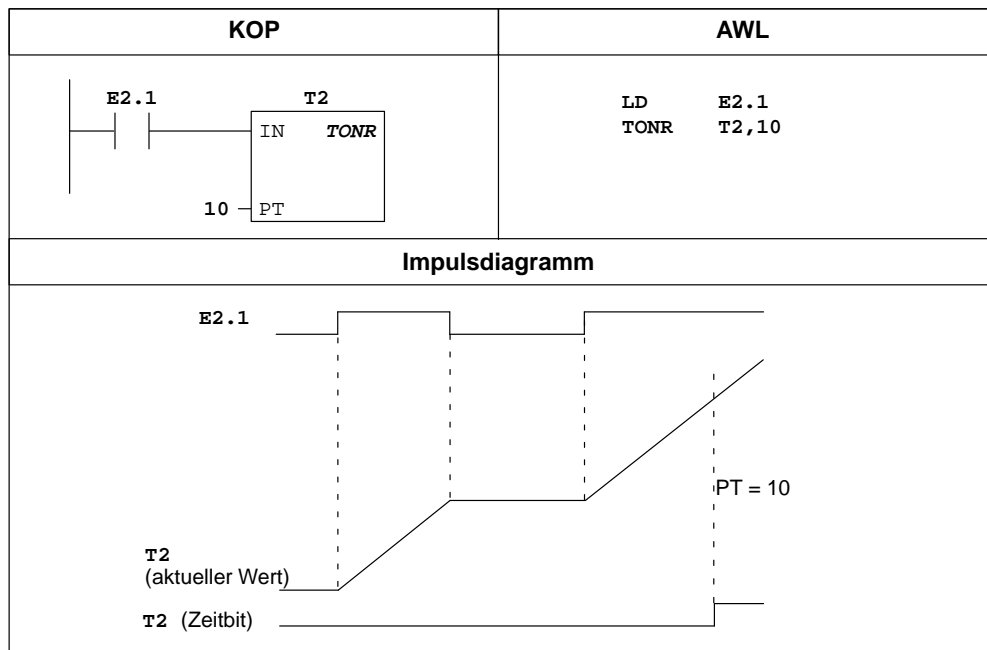 KOP
AWL
E2.1
T2
IN TONR
10 PT
LD E2.1
TONR T2,10
Impulsdiagramm
E2.1
PT = 10
T2
(aktueller Wert)
T2 (Zeitbit)